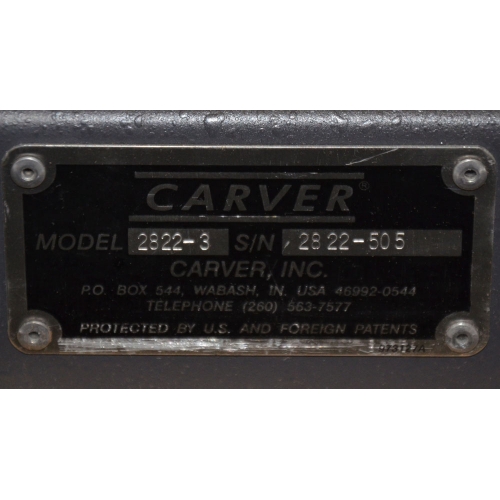 CARVER®
MODEL 2822-3 S/N 2822-505
CARVER, INC.
P.O. BOX 544, WABASH, IN. USA 46992-0544
TELEPHONE (260) 563-7577
PROTECTED BY U.S. AND FOREIGN PATENTS